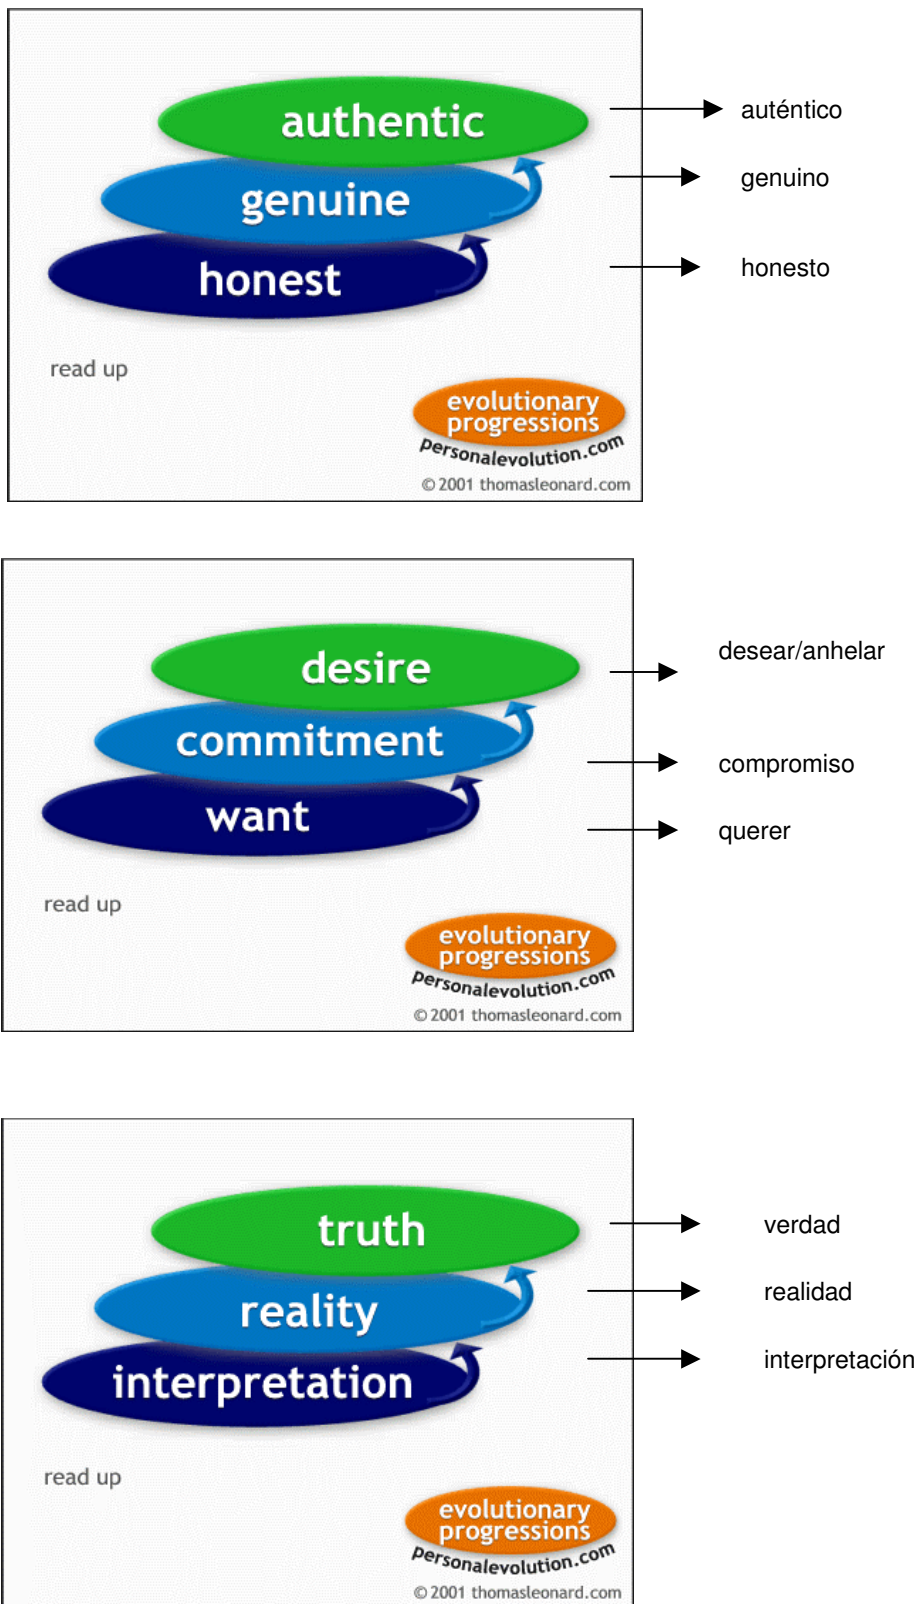 authentic
auténtico
genuine
genuino
honest
honesto
read up
evolutionary
progressions
personalevolution.com
© 2001 thomasleonard.com
desire
desear/anhelar
commitment
compromiso
want
querer
read up
evolutionary
progressions
personalevolution.com
© 2001 thomasleonard.com
truth
verdad
reality
realidad
interpretation
interpretación
read up
evolutionary
progressions
personalevolution.com
© 2001 thomasleonard.com